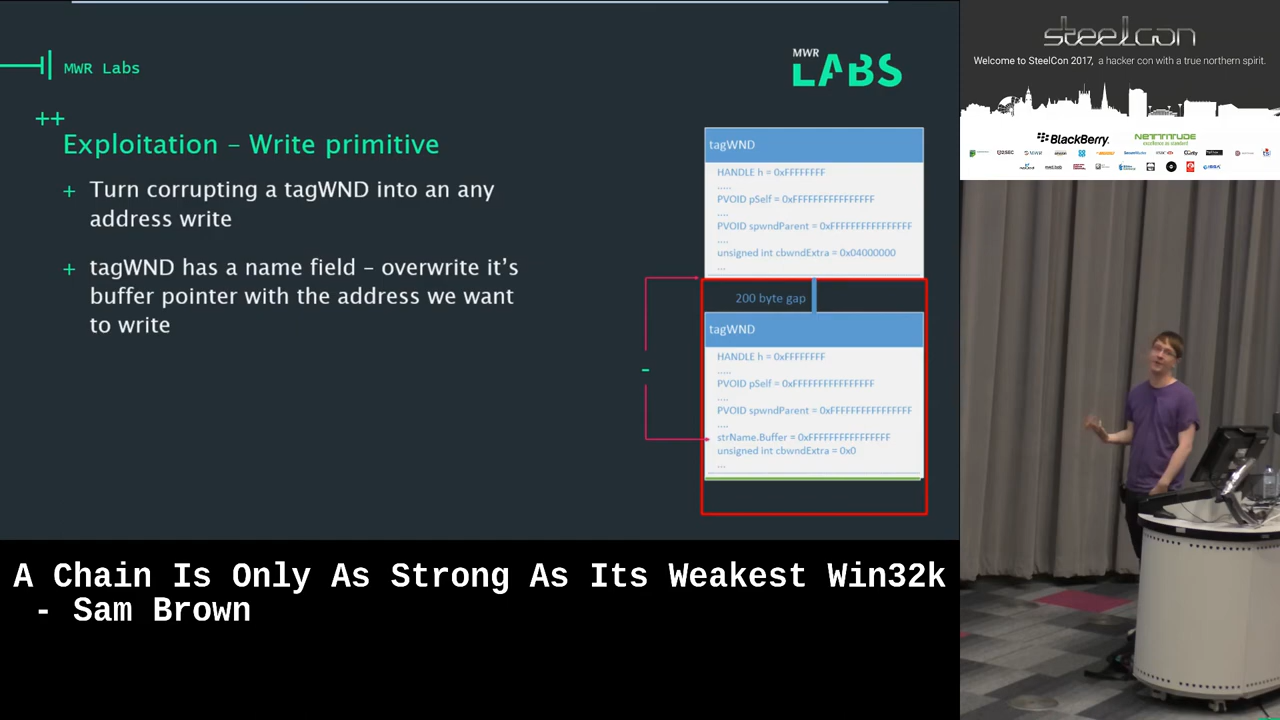 MWR Labs
MWR
LABS
++
Exploitation – Write primitive
+ Turn corrupting a tagWND into an any
address write
+ tagWND has a name field – overwrite it's
buffer pointer with the address we want
to write
tagWND
HANDLE h = 0xFFFFFFFF
.....
PVOID pSelf = 0xFFFFFFFFFFFFFFFF
....
PVOID spwndParent = 0xFFFFFFFFFFFFFFFF
....
unsigned int cbwndExtra = 0x04000000
...
200 byte gap
-
tagWND
HANDLE h = 0xFFFFFFFF
.....
PVOID pSelf = 0xFFFFFFFFFFFFFFFF
....
PVOID spwndParent = 0xFFFFFFFFFFFFFFFF
....
strName.Buffer = 0xFFFFFFFFFFFFFFFF
unsigned int cbwndExtra = 0x0
...
A Chain Is Only As Strong As Its Weakest Win32k
- Sam Brown
steelcon
Welcome to SteelCon 2017, a hacker con with a true northern spirit.
BlackBerry
NETTITUDE